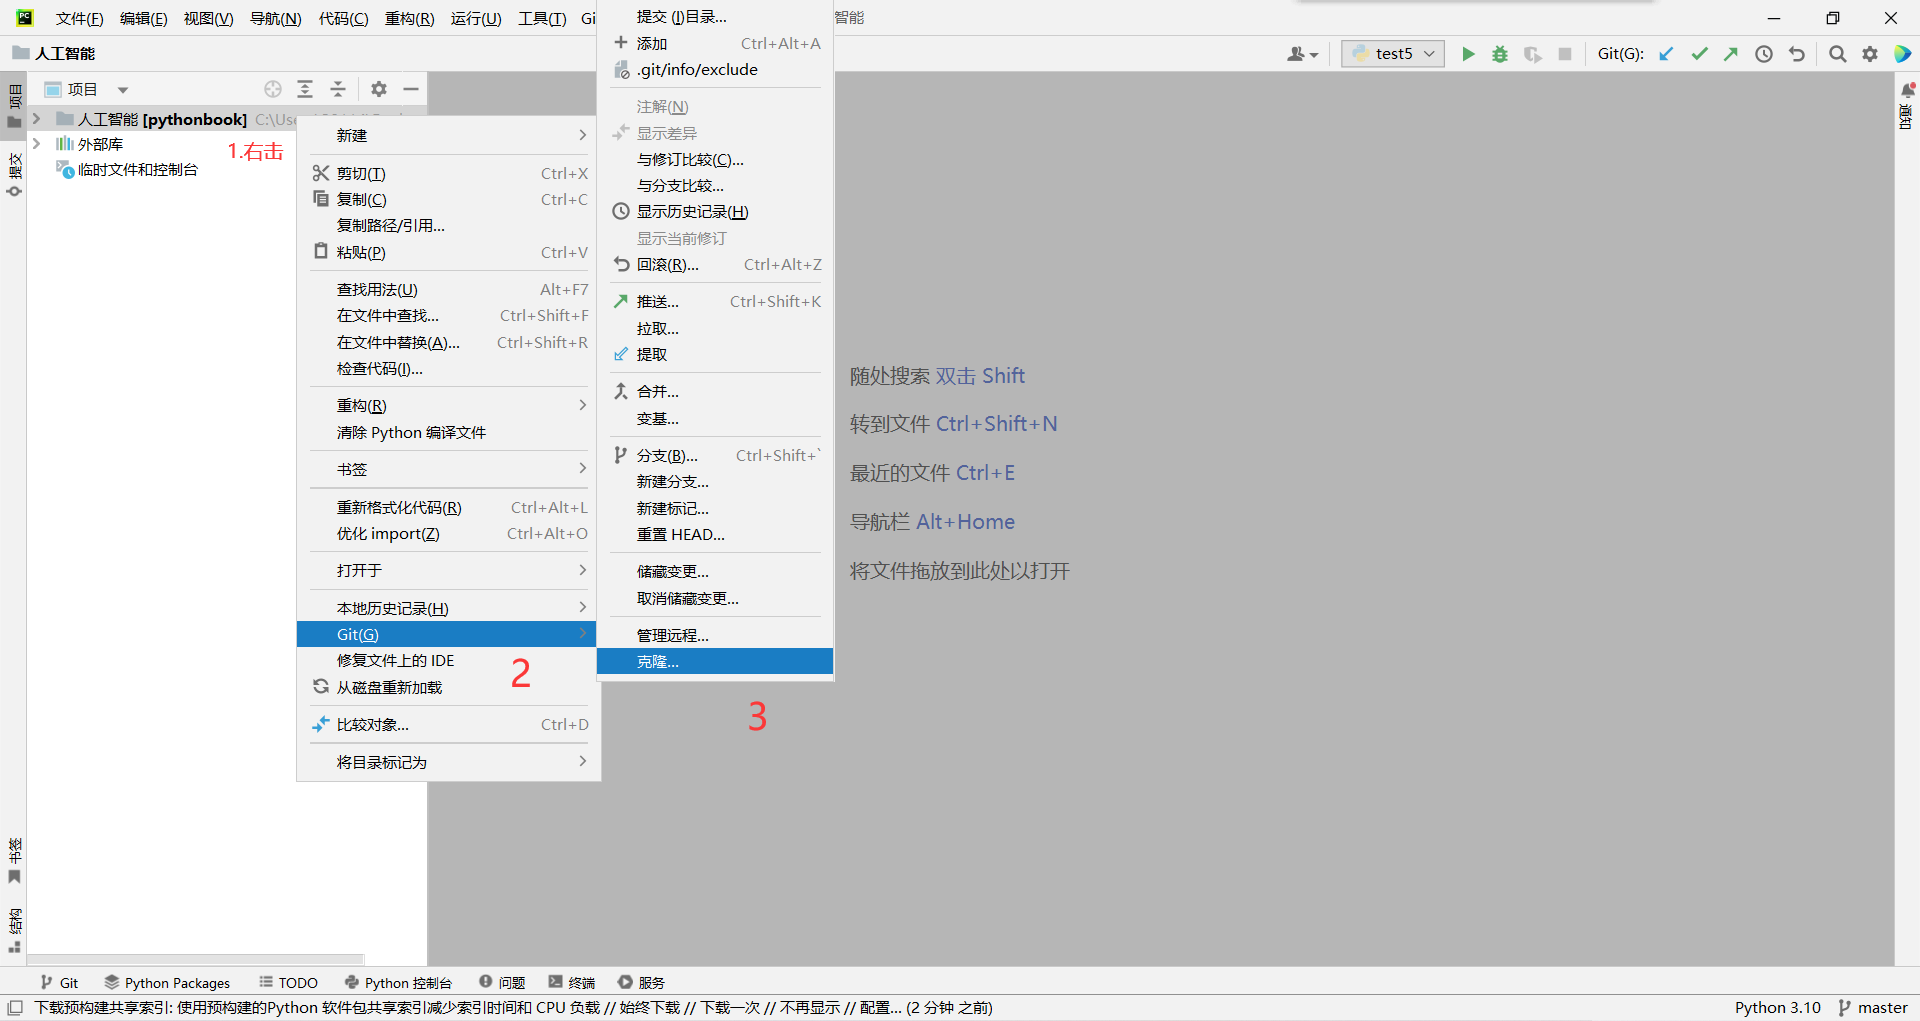 文件(F) 编辑(E) 视图(V) 导航(N) 代码(C) 重构(R) 运行(U) 工具(T) Gi 智能
人工智能
test5
Git(G):
项目
人工智能 [pythonbook] C:\Use
外部库
临时文件和控制台
1.右击
项目
提交
书签
结构
通知
新建
剪切(T) Ctrl+X
复制(C) Ctrl+C
复制路径/引用...
粘贴(P) Ctrl+V
查找用法(U) Alt+F7
在文件中查找... Ctrl+Shift+F
在文件中替换(A)... Ctrl+Shift+R
检查代码(I)...
重构(R)
清除 Python 编译文件
书签
重新格式化代码(R) Ctrl+Alt+L
优化 import(Z) Ctrl+Alt+O
打开于
本地历史记录(H)
Git(G)
修复文件上的 IDE
从磁盘重新加载
比较对象... Ctrl+D
将目录标记为
2
提交 (I)目录...
添加 Ctrl+Alt+A
.git/info/exclude
注解(N)
显示差异
与修订比较(C)...
与分支比较...
显示历史记录(H)
显示当前修订
回滚(R)... Ctrl+Alt+Z
推送... Ctrl+Shift+K
拉取...
提取
合并...
变基...
分支(B)... Ctrl+Shift+`
新建分支...
新建标记...
重置 HEAD...
储藏变更...
取消储藏变更...
管理远程...
克隆...
3
随处搜索 双击 Shift
转到文件 Ctrl+Shift+N
最近的文件 Ctrl+E
导航栏 Alt+Home
将文件拖放到此处以打开
Git Python Packages TODO Python 控制台 问题 终端 服务
下载预构建共享索引: 使用预构建的Python 软件包共享索引减少索引时间和 CPU 负载 // 始终下载 // 下载一次 // 不再显示 // 配置... (2 分钟 之前)
Python 3.10 master